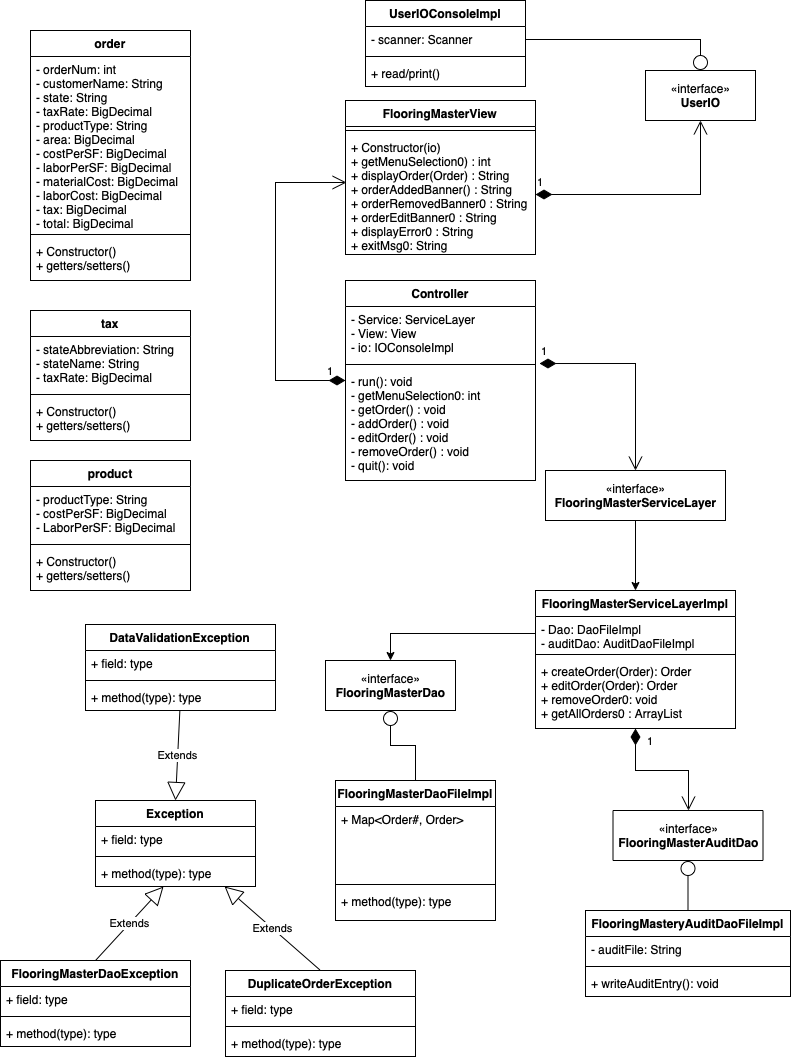 order
- orderNum: int
- customerName: String
- state: String
- taxRate: BigDecimal
- productType: String
- area: BigDecimal
- costPerSF: BigDecimal
- laborPerSF: BigDecimal
- materialCost: BigDecimal
- laborCost: BigDecimal
- tax: BigDecimal
- total: BigDecimal
+ Constructor()
+ getters/setters()
tax
- stateAbbreviation: String
- stateName: String
- taxRate: BigDecimal
+ Constructor()
+ getters/setters()
product
- productType: String
- costPerSF: BigDecimal
- LaborPerSF: BigDecimal
+ Constructor()
+ getters/setters()
UserIOConsoleImpl
- scanner: Scanner
+ read/print()
«interface»
UserIO
FlooringMasterView
+ Constructor(io)
+ getMenuSelection0) : int
+ displayOrder(Order) : String
+ orderAddedBanner() : String
+ orderRemovedBanner0 : String
+ orderEditBanner0 : String
+ displayError0 : String
+ exitMsg0: String
1
Controller
- Service: ServiceLayer
- View: View
- io: IOConsoleImpl
+ run(): void
- getMenuSelection0: int
- getOrder() : void
- addOrder() : void
- editOrder() : void
- removeOrder() : void
- quit(): void
1
1
«interface»
FlooringMasterServiceLayer
FlooringMasterServiceLayerImpl
- Dao: DaoFileImpl
- auditDao: AuditDaoFileImpl
+ createOrder(Order): Order
+ editOrder(Order): Order
+ removeOrder0: void
+ getAllOrders0 : ArrayList
1
«interface»
FlooringMasterDao
FlooringMasterDaoFileImpl
+ Map<Order#, Order>
+ method(type): type
«interface»
FlooringMasterAuditDao
FlooringMasteryAuditDaoFileImpl
- auditFile: String
+ writeAuditEntry(): void
DataValidationException
+ field: type
+ method(type): type
Extends
Exception
+ field: type
+ method(type): type
Extends
Extends
FlooringMasterDaoException
+ field: type
+ method(type): type
DuplicateOrderException
+ field: type
+ method(type): type